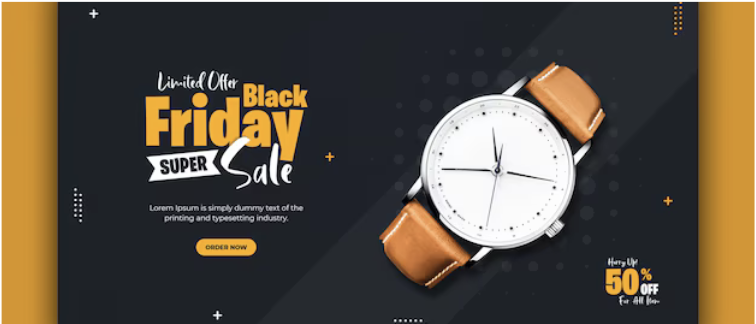 Limited Offer
Black
Friday
SUPER
Sale
Lorem Ipsum is simply dummy text of the
printing and typesetting industry.
ORDER NOW
Hurry Up!
50%
OFF
For All Item